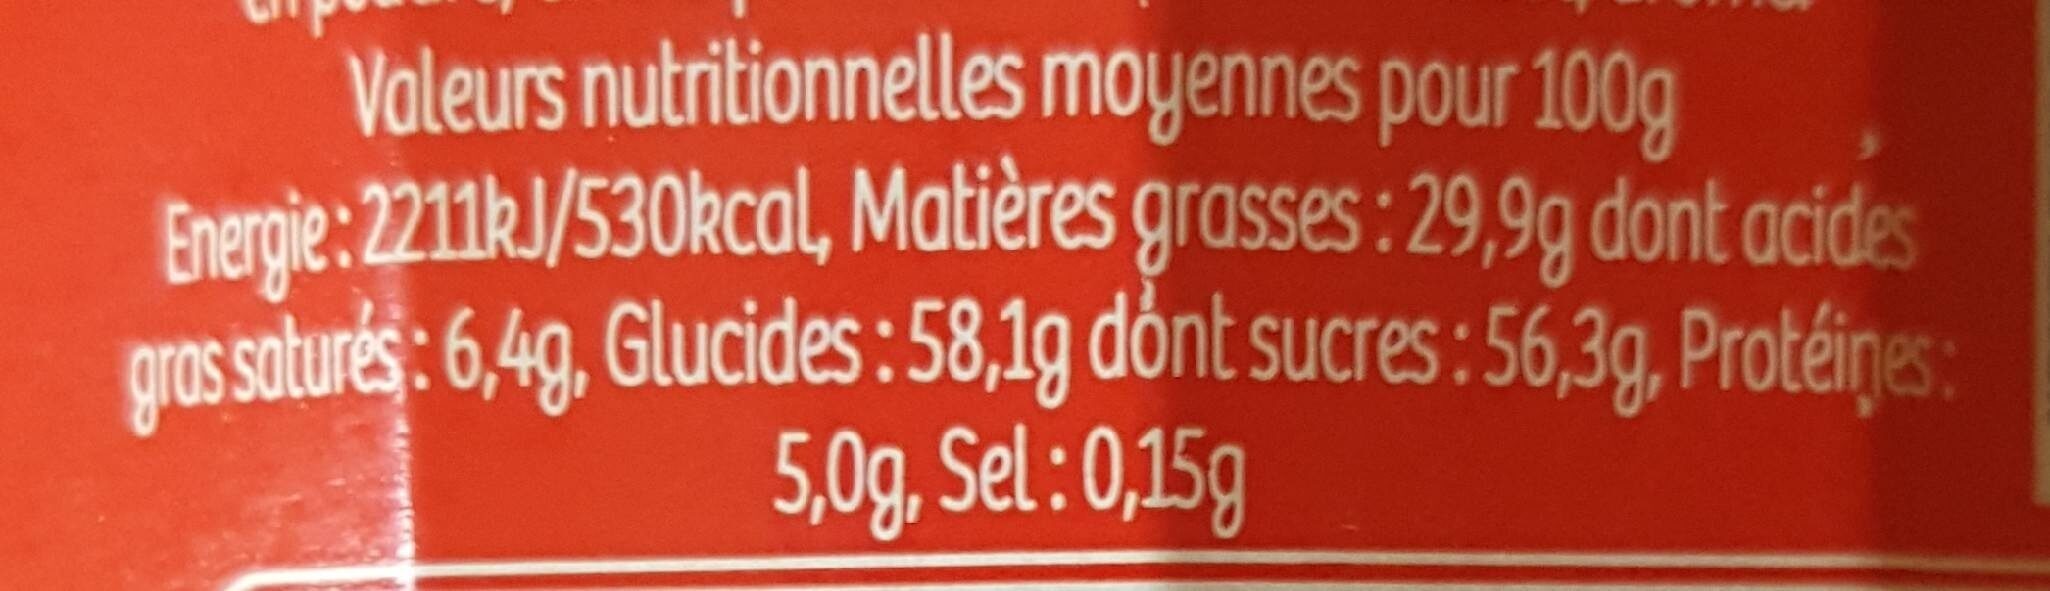 Valeurs nutritionnelles moyennes pour 100g
Energie : 2211kJ/530kcal, Matières grasses : 29,9g dont acides
gras saturés : 6,4g, Glucides : 58,1g dont sucres : 56,3g, Protéines :
5,0g, Sel : 0,15g